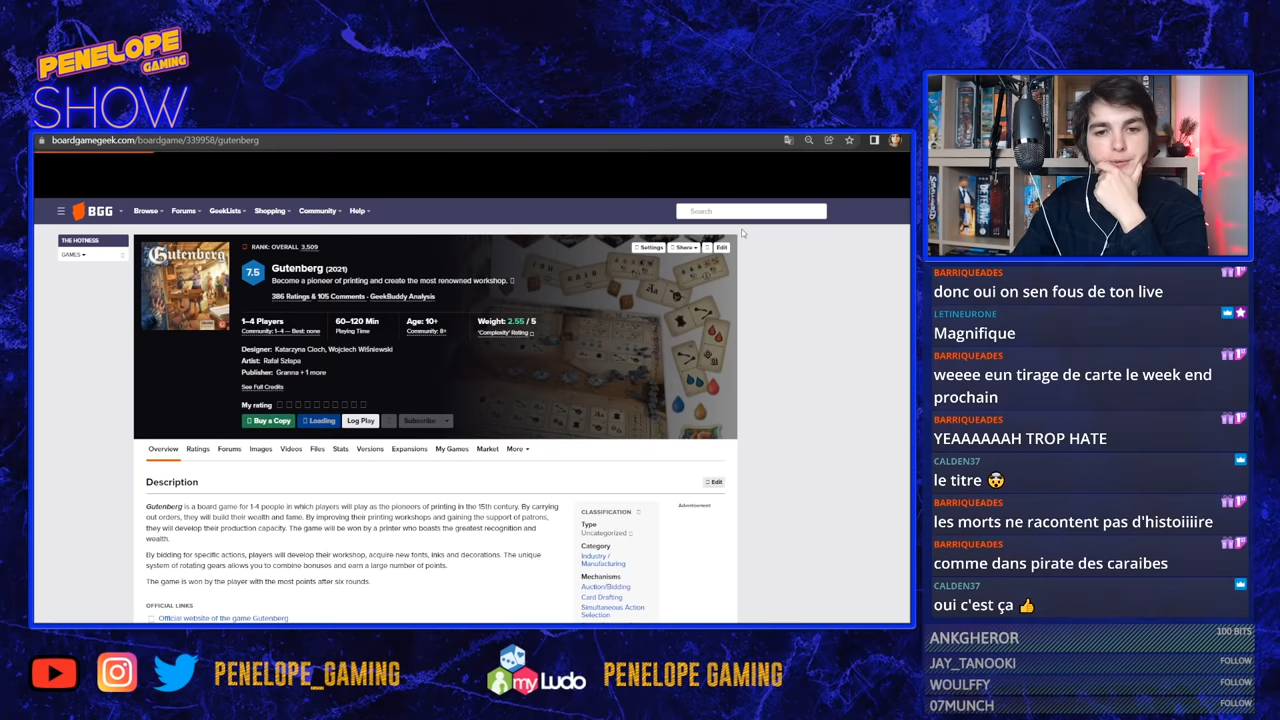 PENELOPE
GAMING
SHOW
boardgamegeek.com/boardgame/339958/gutenberg
BGG
Browse
Forums
GeekLists
Shopping
Community
Help
Search
THE HOTNESS
GAMES
Gutenberg
RANK: OVERALL 3,509
Settings
Share
Edit
7.5
Gutenberg (2021)
Become a pioneer of printing and create the most renowned workshop.
386 Ratings & 105 Comments · GeekBuddy Analysis
1–4 Players
60–120 Min
Age: 10+
Weight: 2.55 / 5
Community: 1–4 — Best: none
Playing Time
Community: 8+
'Complexity' Rating
Designer: Katarzyna Cioch, Wojciech Wiśniewski
Artist: Rafał Szłapa
Publisher: Granna + 1 more
See Full Credits
My rating
Buy a Copy
Loading
Log Play
Subscribe
Overview
Ratings
Forums
Images
Videos
Files
Stats
Versions
Expansions
My Games
Market
More
Description
Edit
Gutenberg is a board game for 1-4 people in which players will play as the pioneers of printing in the 15th century. By carrying
out orders, they will build their wealth and fame. By improving their printing workshops and gaining the support of patrons,
they will develop their production capacity. The game will be won by a printer who boasts the greatest recognition and
wealth.
By bidding for specific actions, players will develop their workshop, acquire new fonts, inks and decorations. The unique
system of rotating gears allows you to combine bonuses and earn a large number of points.
The game is won by the player with the most points after six rounds.
OFFICIAL LINKS
Official website of the game Gutenberg
CLASSIFICATION
Type
Uncategorized
Category
Industry /
Manufacturing
Mechanisms
Auction/Bidding
Card Drafting
Simultaneous Action
Selection
Advertisement
BARRIQUEADES
donc oui on sen fous de ton live
LETINEURONE
Magnifique
BARRIQUEADES
weeee eun tirage de carte le week end
prochain
BARRIQUEADES
YEAAAAAAH TROP HATE
CALDEN37
le titre 🤯
BARRIQUEADES
les morts ne racontent pas d histoire
BARRIQUEADES
comme dans pirate des caraibes
CALDEN37
oui c'est ça 👍
ANKGHEROR
100 BITS
JAY_TANOOKI
FOLLOW
WOULFFY
FOLLOW
07MUNCH
FOLLOW
PENELOPE_GAMING
myLudo
PENELOPE GAMING